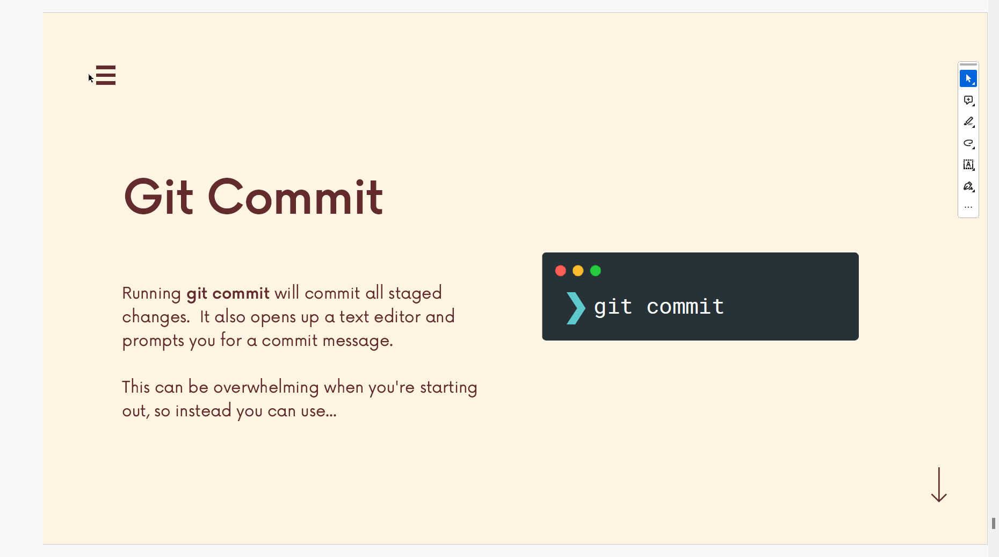 Git Commit
Running git commit will commit all staged
changes.  It also opens up a text editor and
prompts you for a commit message.
This can be overwhelming when you're starting
out, so instead you can use...
❯ git commit